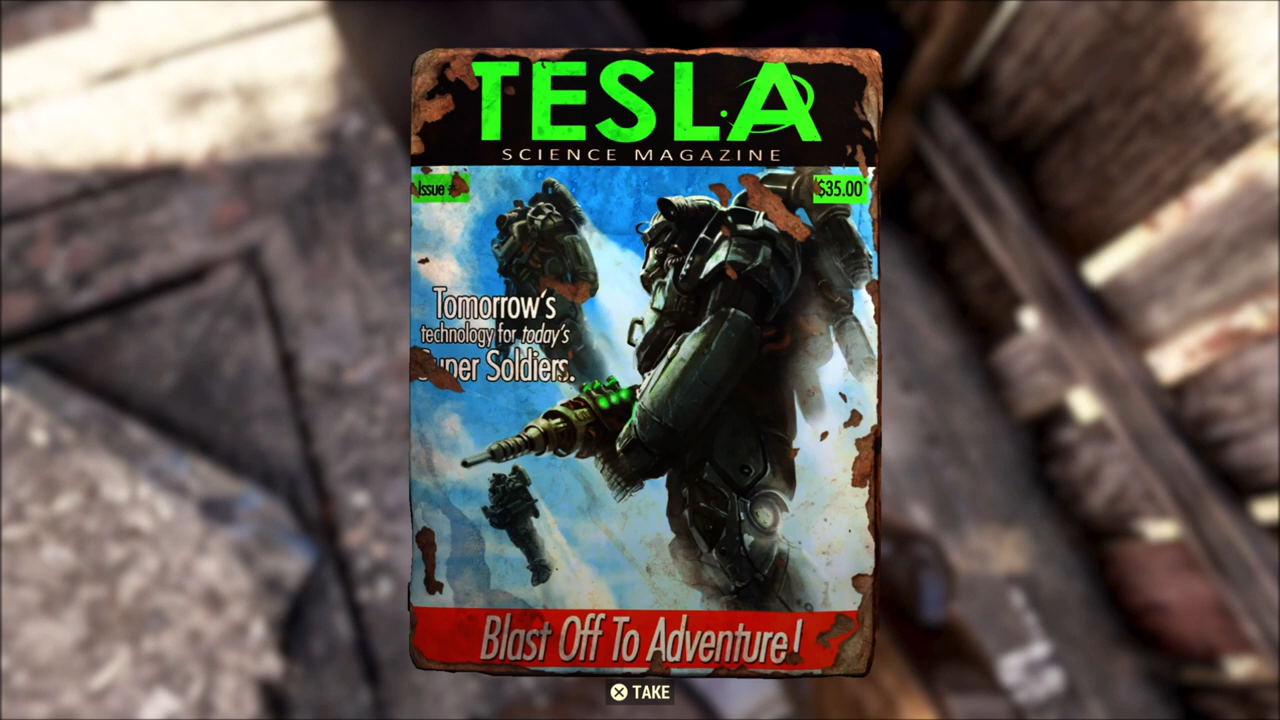 TESLA
SCIENCE MAGAZINE
Issue #
$35.00
Tomorrow's
technology for today's
Super Soldiers.
Blast Off To Adventure!
TAKE